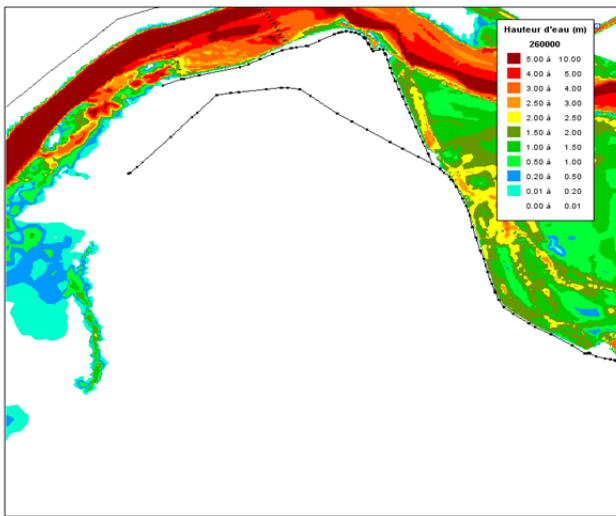 Hauteur d'eau (m)
260000
5.00 à 10.00
4.00 à 5.00
3.00 à 4.00
2.50 à 3.00
2.00 à 2.50
1.50 à 2.00
1.00 à 1.50
0.50 à 1.00
0.20 à 0.50
0.01 à 0.20
0.00 à 0.01